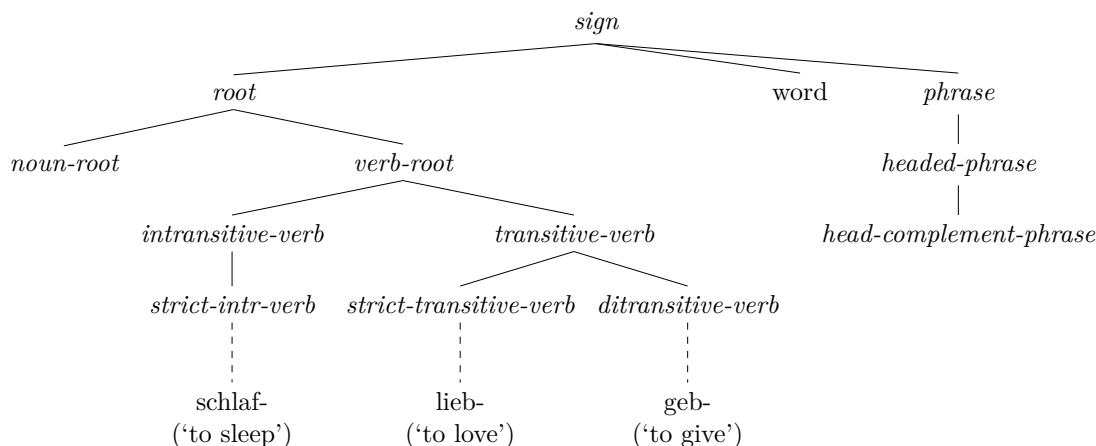 sign
root word phrase
noun-root verb-root headed-phrase
intransitive-verb transitive-verb head-complement-phrase
strict-intr-verb strict-transitive-verb ditransitive-verb
schlaf- lieb- geb-
(‘to sleep’) (‘to love’) (‘to give’)